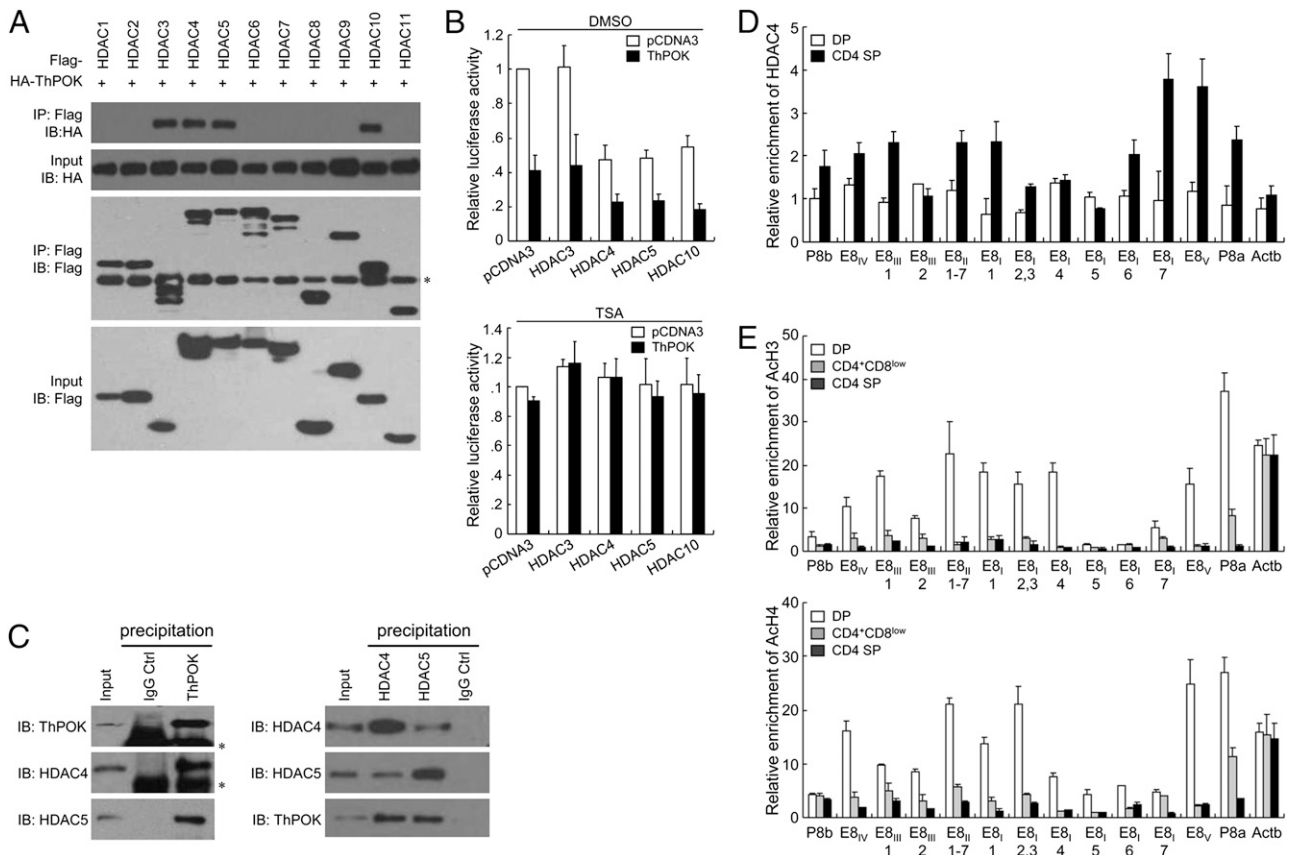 A
Flag-
HDAC1
HDAC2
HDAC3
HDAC4
HDAC5
HDAC6
HDAC7
HDAC8
HDAC9
HDAC10
HDAC11
HA-ThPOK + + + + + + + + + + +
IP: Flag
IB:HA
Input
IB: HA
IP: Flag
IB: Flag
*
Input
IB: Flag
B
DMSO
pCDNA3
ThPOK
Relative luciferase activity
1.4
1.2
1
.8
.6
.4
.2
0
pCDNA3 HDAC3 HDAC4 HDAC5 HDAC10
TSA
pCDNA3
ThPOK
Relative luciferase activity
1.4
1.2
1
.8
.6
.4
.2
0
pCDNA3 HDAC3 HDAC4 HDAC5 HDAC10
C
precipitation
Input
IgG Ctrl
ThPOK
IB: ThPOK
*
IB: HDAC4
*
IB: HDAC5
precipitation
Input
HDAC4
HDAC5
IgG Ctrl
IB: HDAC4
IB: HDAC5
IB: ThPOK
D
DP
CD4 SP
Relative enrichment of HDAC4
5
4
3
2
1
0
P8b E8IV E8III E8III E8II E8I E8I E8I E8I E8I E8I E8V P8a Actb
1 2 1-7 1 2,3 4 5 6 7
E
DP
CD4+CD8low
CD4 SP
Relative enrichment of AcH3
50
40
30
20
10
0
P8b E8IV E8III E8III E8II E8I E8I E8I E8I E8I E8I E8V P8a Actb
1 2 1-7 1 2,3 4 5 6 7
DP
CD4+CD8low
CD4 SP
Relative enrichment of AcH4
40
30
20
10
0
P8b E8IV E8III E8III E8II E8I E8I E8I E8I E8I E8I E8V P8a Actb
1 2 1-7 1 2,3 4 5 6 7